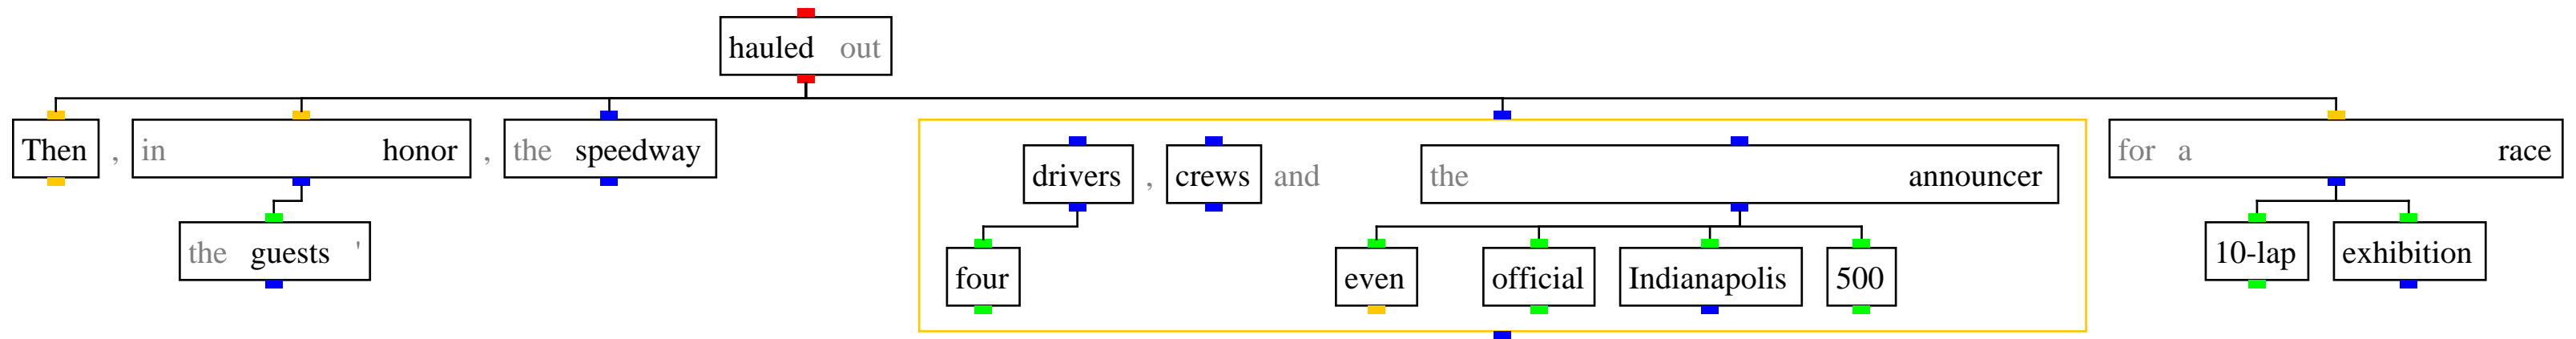 hauled out
Then , in honor , the speedway drivers , crews and the announcer for a race
the guests ' four even official Indianapolis 500 10-lap exhibition